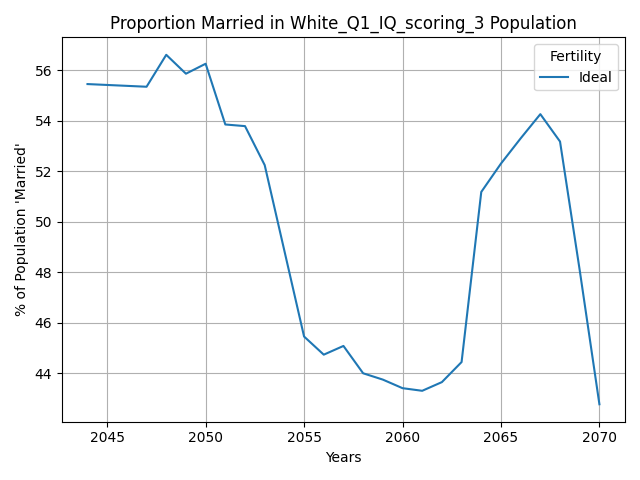 Proportion Married in White_Q1_IQ_scoring_3 Population
Fertility
Ideal
% of Population 'Married'
56
54
52
50
48
46
44
2045
2050
2055
2060
2065
2070
Years